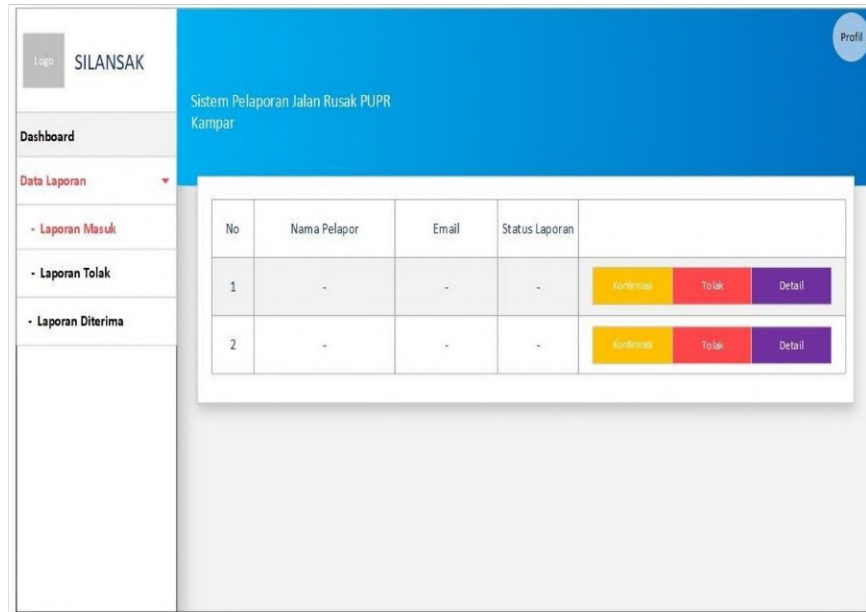 Logo
SILANSAK
Profil
Sistem Pelaporan Jalan Rusak PUPR
Kampar
Dashboard
Data Laporan
- Laporan Masuk
- Laporan Tolak
- Laporan Diterima
No Nama Pelapor Email Status Laporan
1 - - - Konfirmasi Tolak Detail
2 - - - Konfirmasi Tolak Detail